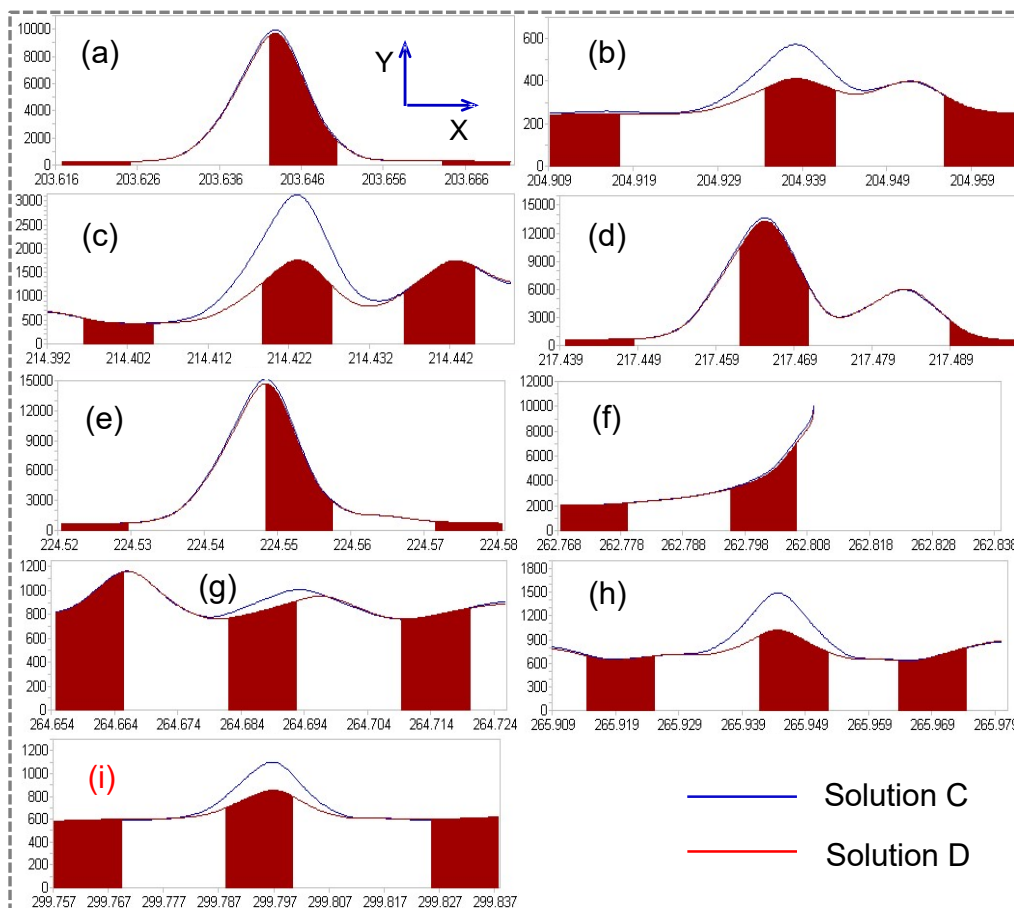 (a)
Y
X
10000
8000
6000
4000
2000
0
203.616 203.626 203.636 203.646 203.656 203.666
(b)
600
400
200
0
204.909 204.919 204.929 204.939 204.949 204.959
(c)
3000
2500
2000
1500
1000
500
0
214.392 214.402 214.412 214.422 214.432 214.442
(d)
15000
12000
9000
6000
3000
0
217.439 217.449 217.459 217.469 217.479 217.489
(e)
15000
12000
9000
6000
3000
0
224.52 224.53 224.54 224.55 224.56 224.57 224.58
(f)
12000
10000
8000
6000
4000
2000
0
262.768 262.778 262.788 262.798 262.808 262.818 262.828 262.838
(g)
1200
1000
800
600
400
200
0
264.654 264.664 264.674 264.684 264.694 264.704 264.714 264.724
(h)
1800
1500
1200
900
600
300
0
265.909 265.919 265.929 265.939 265.949 265.959 265.969 265.979
(i)
1200
1000
800
600
400
200
0
299.757 299.767 299.777 299.787 299.797 299.807 299.817 299.827 299.837
Solution C
Solution D